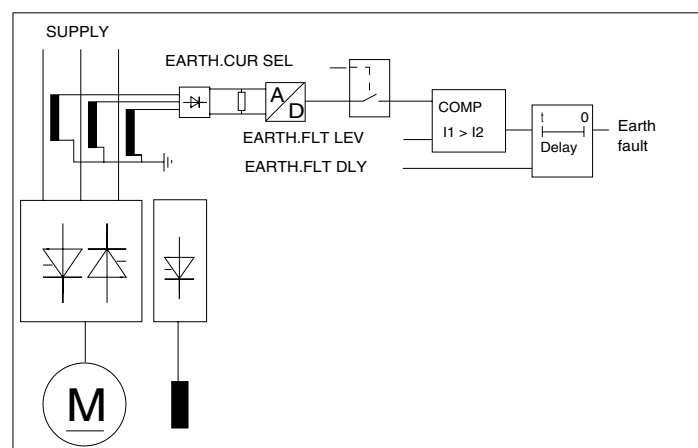 SUPPLY
EARTH.CUR SEL
A
D
EARTH.FLT LEV
COMP
I1 > I2
t 0
Delay
Earth
fault
EARTH.FLT DLY
M